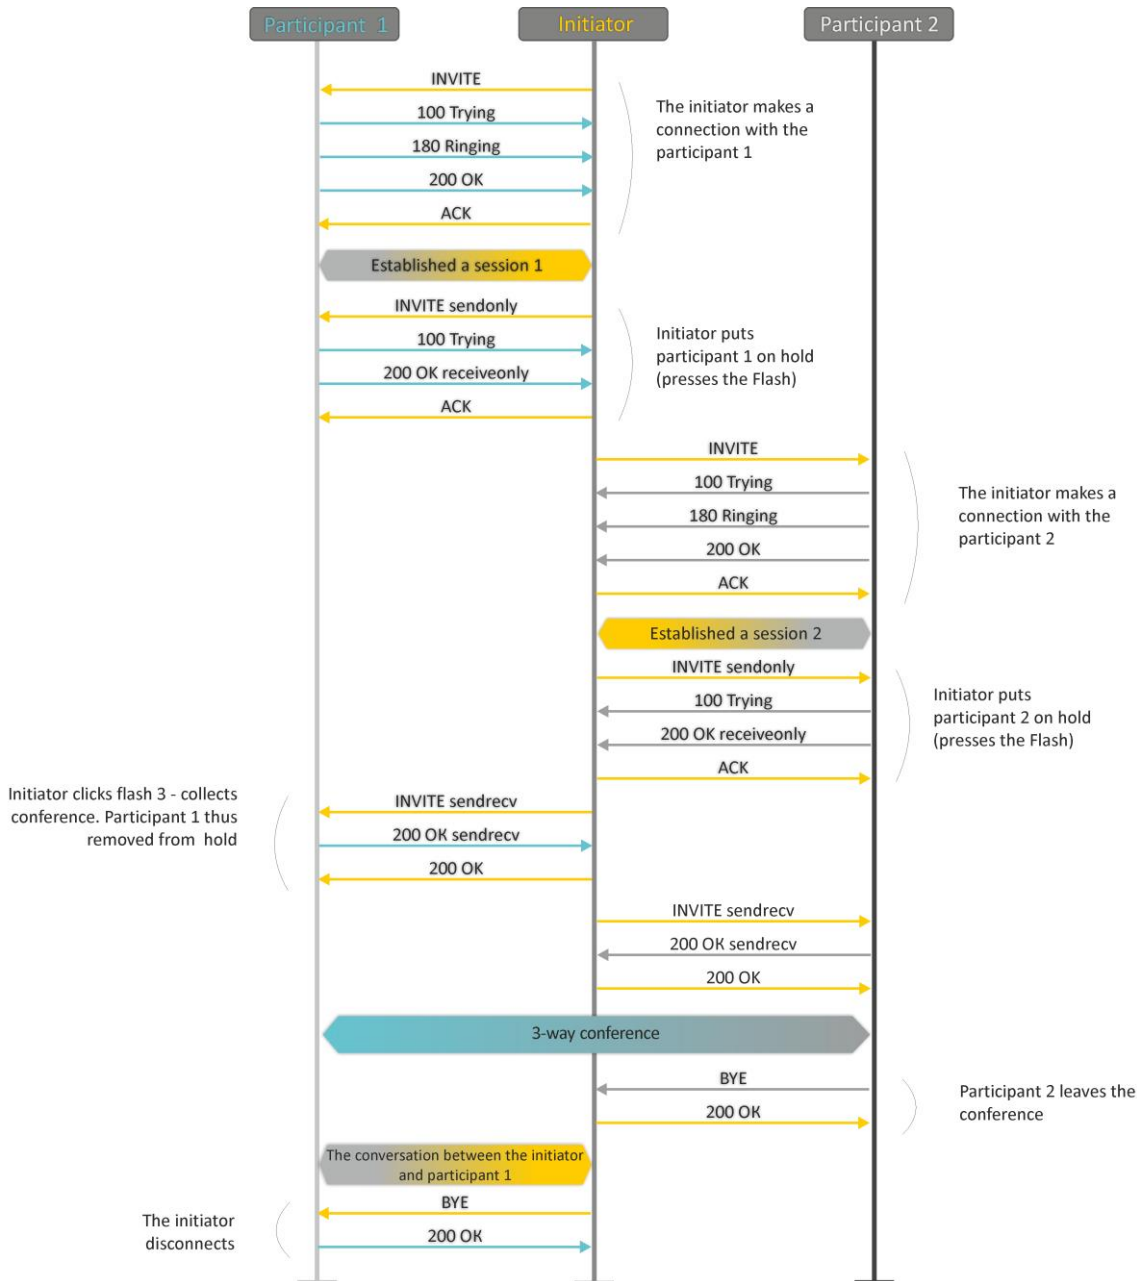 Participant 1
Initiator
Participant 2
INVITE
100 Trying
180 Ringing
200 OK
ACK
The initiator makes a
connection with the
participant 1
Established a session 1
INVITE sendonly
100 Trying
200 OK receiveonly
ACK
Initiator puts
participant 1 on hold
(presses the Flash)
INVITE
100 Trying
180 Ringing
200 OK
ACK
The initiator makes a
connection with the
participant 2
Established a session 2
INVITE sendonly
100 Trying
200 OK receiveonly
ACK
Initiator puts
participant 2 on hold
(presses the Flash)
Initiator clicks flash 3 - collects
conference. Participant 1 thus
removed from hold
INVITE sendrecv
200 OK sendrecv
200 OK
INVITE sendrecv
200 OK sendrecv
200 OK
3-way conference
BYE
200 OK
Participant 2 leaves the
conference
The conversation between the initiator
and participant 1
BYE
200 OK
The initiator
disconnects